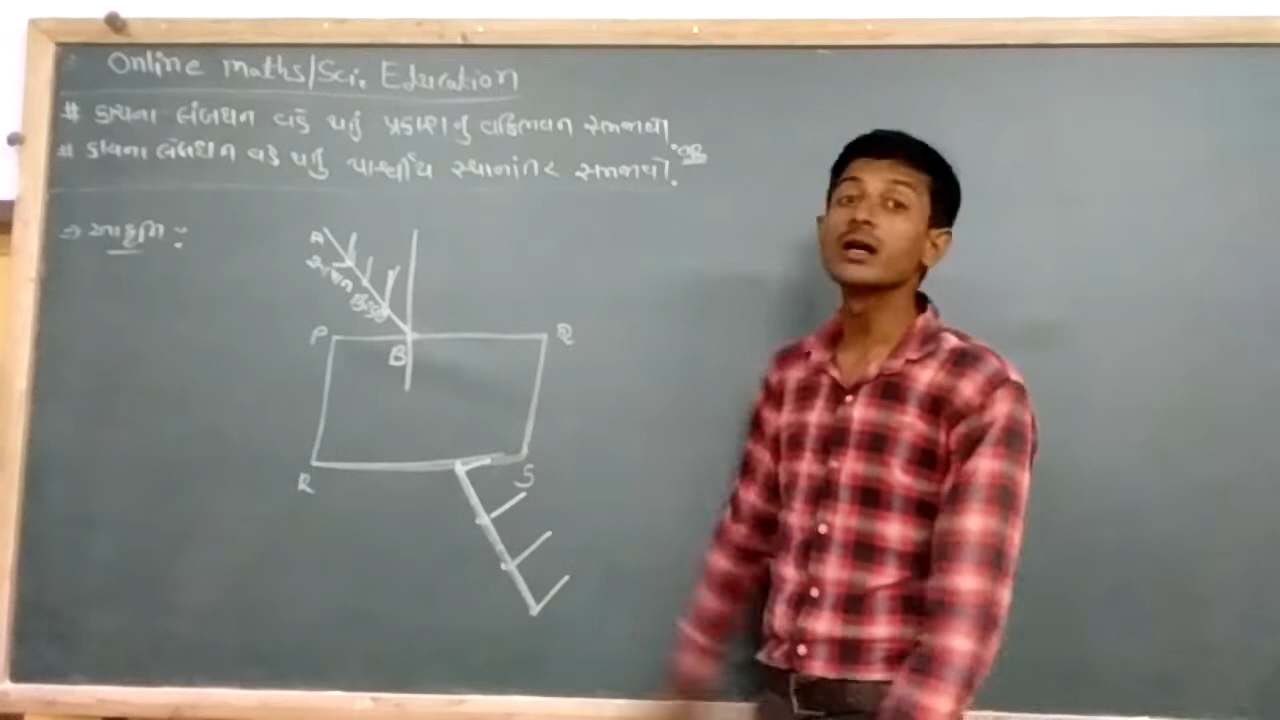 Online maths/Sci. Education
# કાચના લંબઘન વડે થતું પ્રકાશનું વક્રિભવન સમજાવો.
OR
# કાચના લંબઘન વડે થતું પાર્શ્વીય સ્થાનાંતર સમજાવો.
→ આકૃતિ :
A
આપાત કિરણ
P
Q
B
R
S